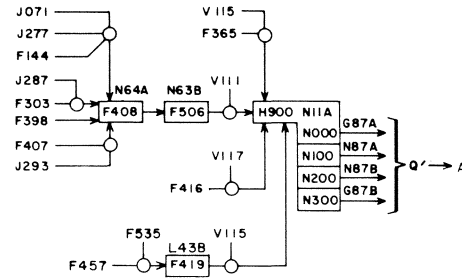 J071
V115
J277
F365
F144
J287
N64A
N63B
V111
F303
F408
F506
H900 N11A
F398
N000
G87A
F407
N100
N87A
J293
N200
N87B
Q' → A
V117
N300
G87B
F416
F535
L43B
V115
F457
F419